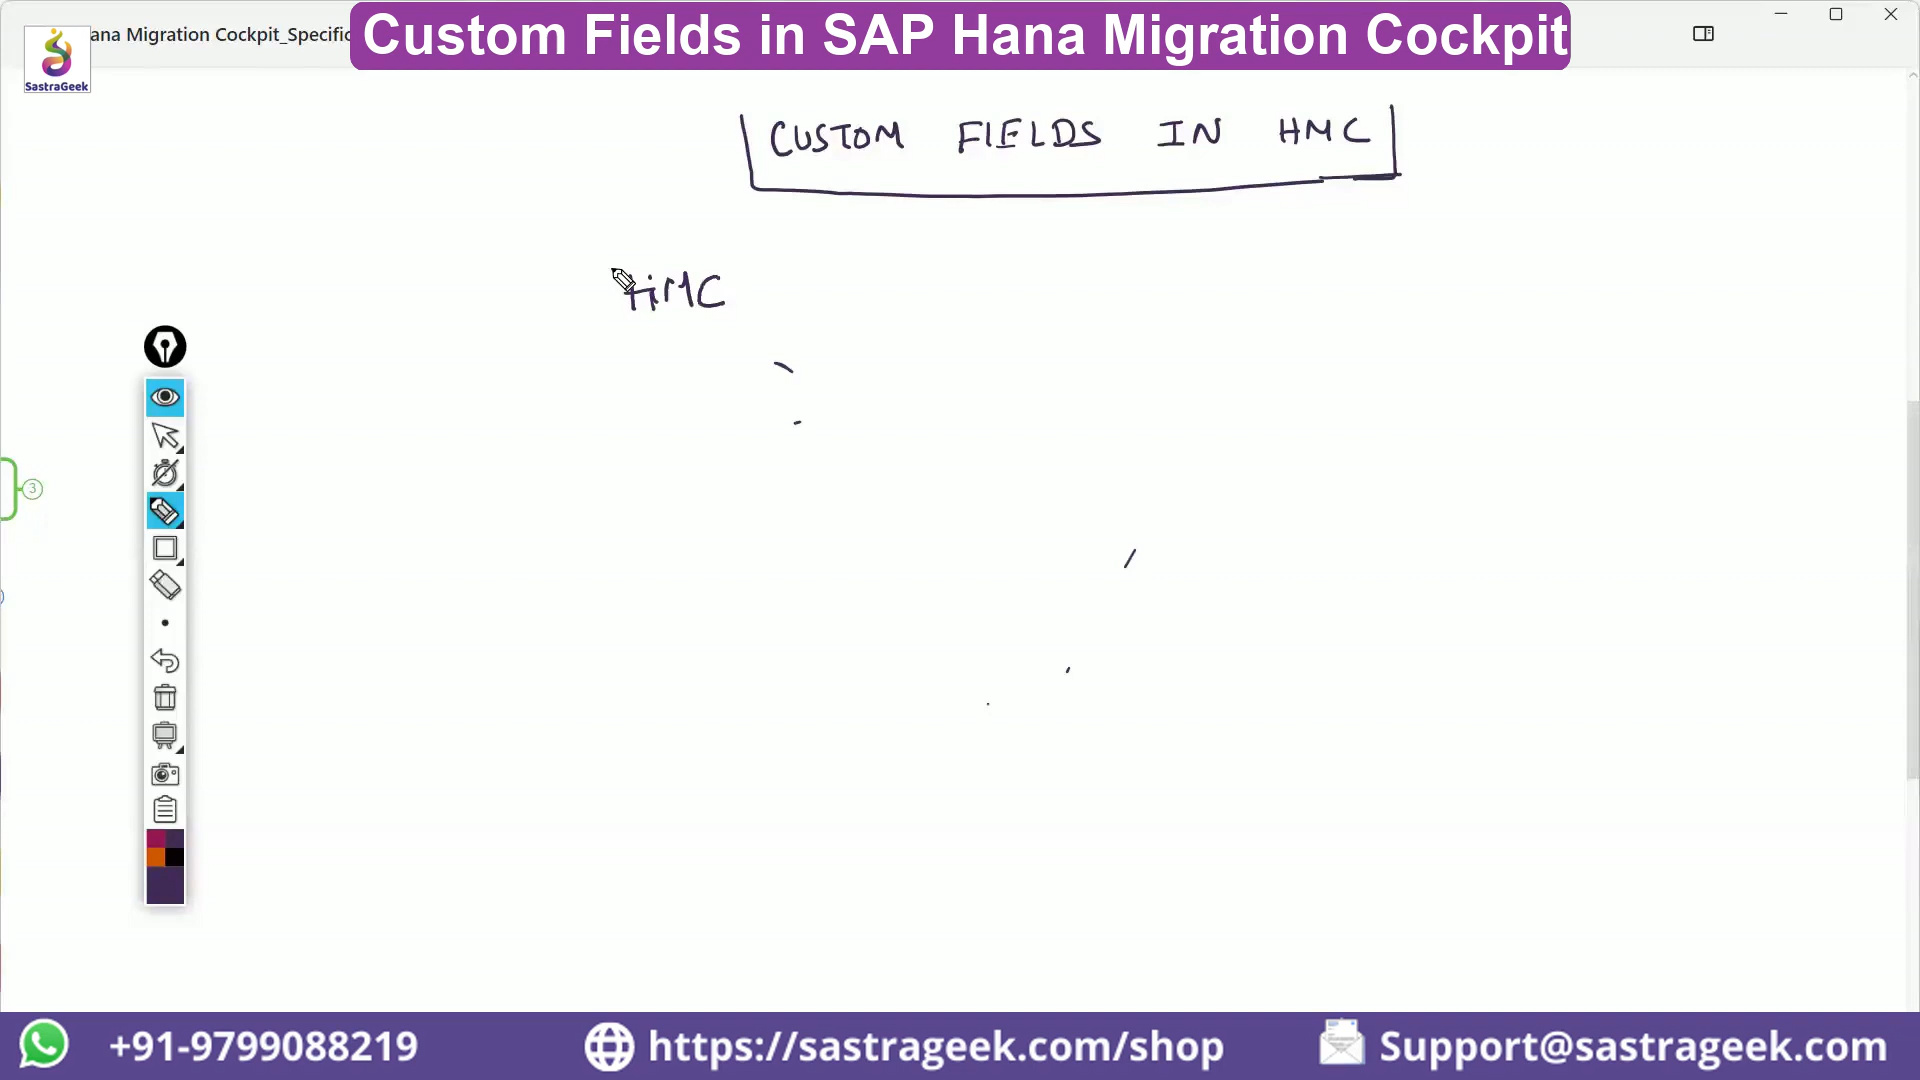 Custom Fields in SAP Hana Migration Cockpit
ana Migration Cockpit_Specific
SastraGeek
CUSTOM FIELDS IN HMC
HMC
3
+91-9799088219
https://sastrageek.com/shop
Support@sastrageek.com